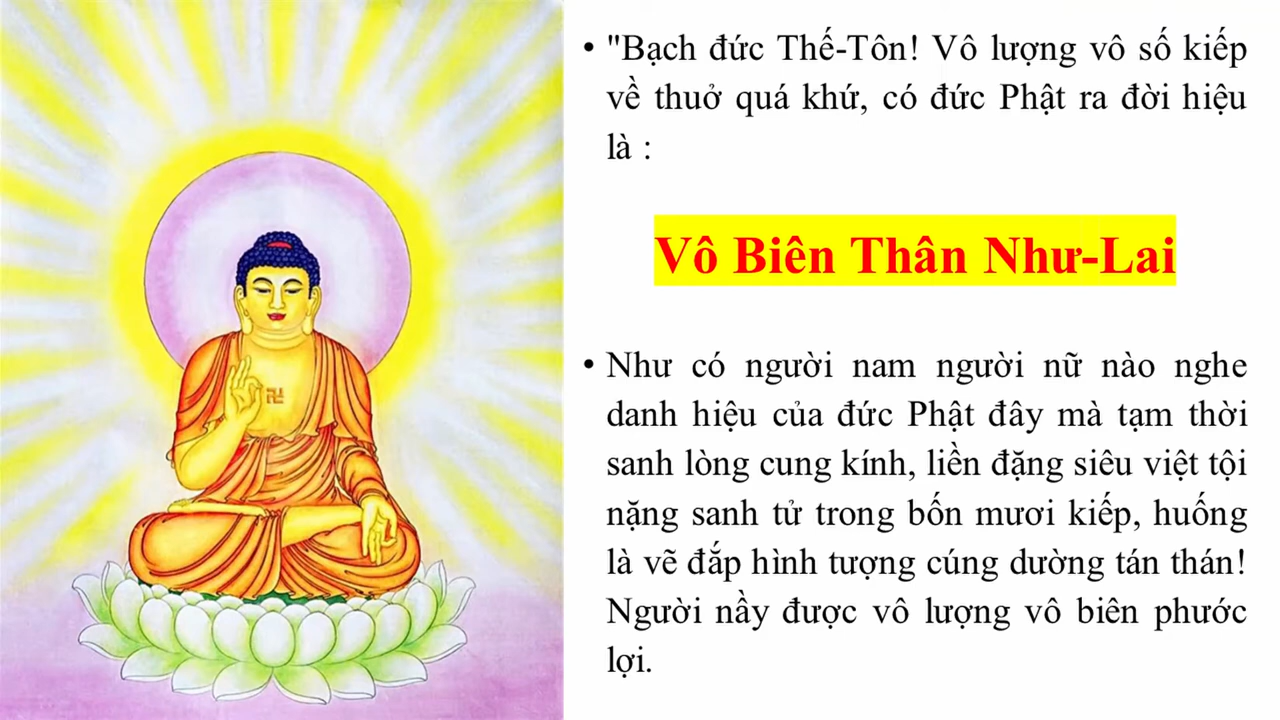 • "Bạch đức Thế-Tôn! Vô lượng vô số kiếp
về thuở quá khứ, có đức Phật ra đời hiệu
là :
Vô Biên Thân Như-Lai
• Như có người nam người nữ nào nghe
danh hiệu của đức Phật đây mà tạm thời
sanh lòng cung kính, liền đặng siêu việt tội
nặng sanh tử trong bốn mươi kiếp, huống
là vẽ đắp hình tượng cúng dường tán thán!
Người nầy được vô lượng vô biên phước
lợi.